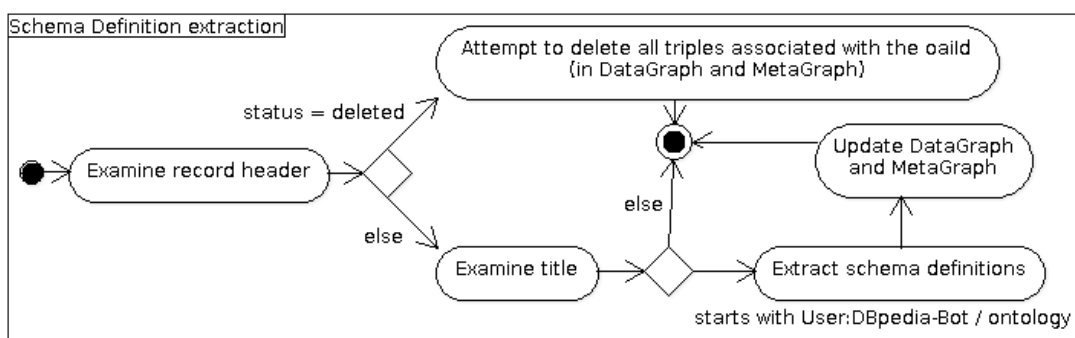 Schema Definition extraction
Attempt to delete all triples associated with the oaiId
(in DataGraph and MetaGraph)
status = deleted
Examine record header
Update DataGraph
and MetaGraph
else
else
Examine title
Extract schema definitions
starts with User:DBpedia-Bot / ontology